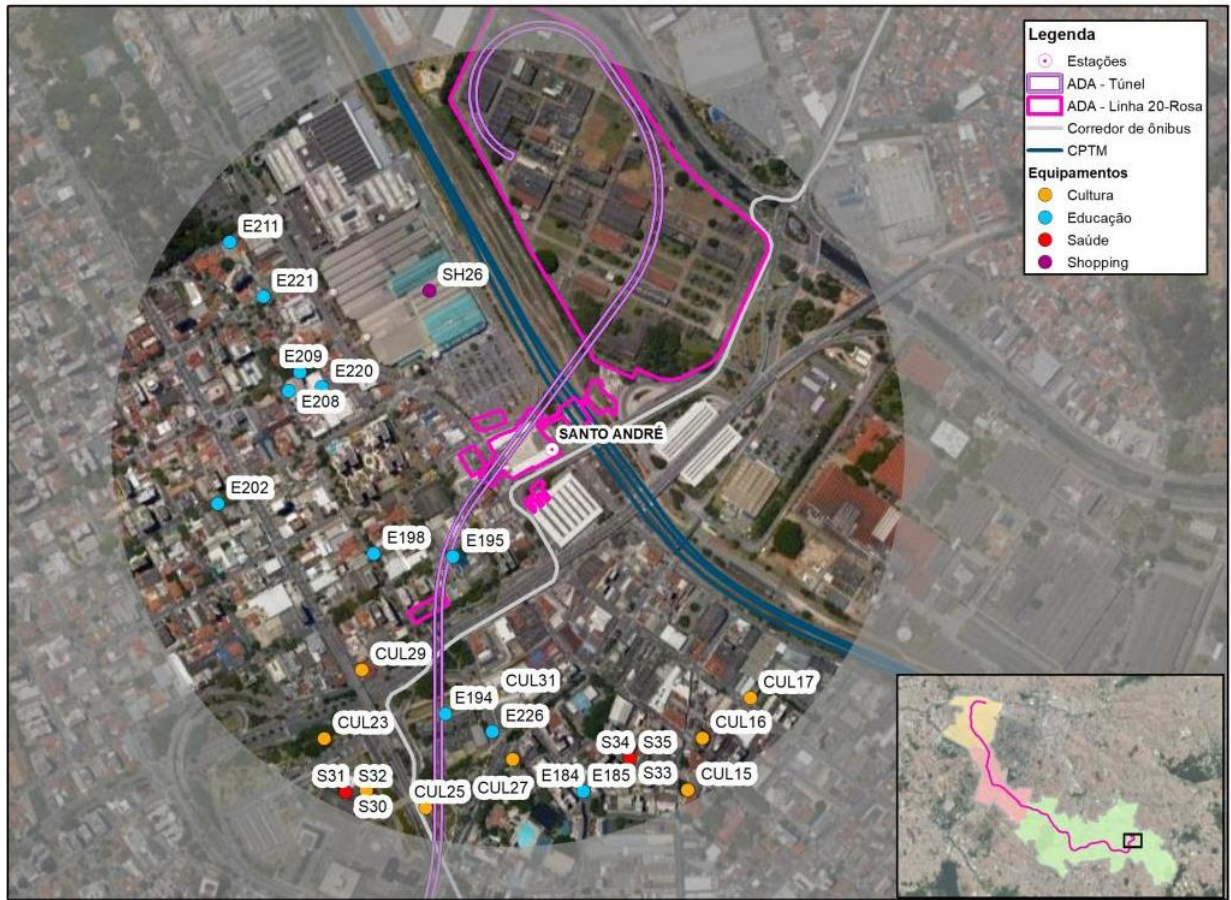 Legenda
Estações
ADA - Túnel
ADA - Linha 20-Rosa
Corredor de ônibus
CPTM
Equipamentos
Cultura
Educação
Saúde
Shopping
E211
E221
SH26
E209
E220
E208
SANTO ANDRÉ
E202
E198
E195
CUL29
CUL31
CUL17
E194
E226
CUL23
CUL16
S34
S35
S31
S32
CUL27
E184
E185
S33
CUL15
S30
CUL25